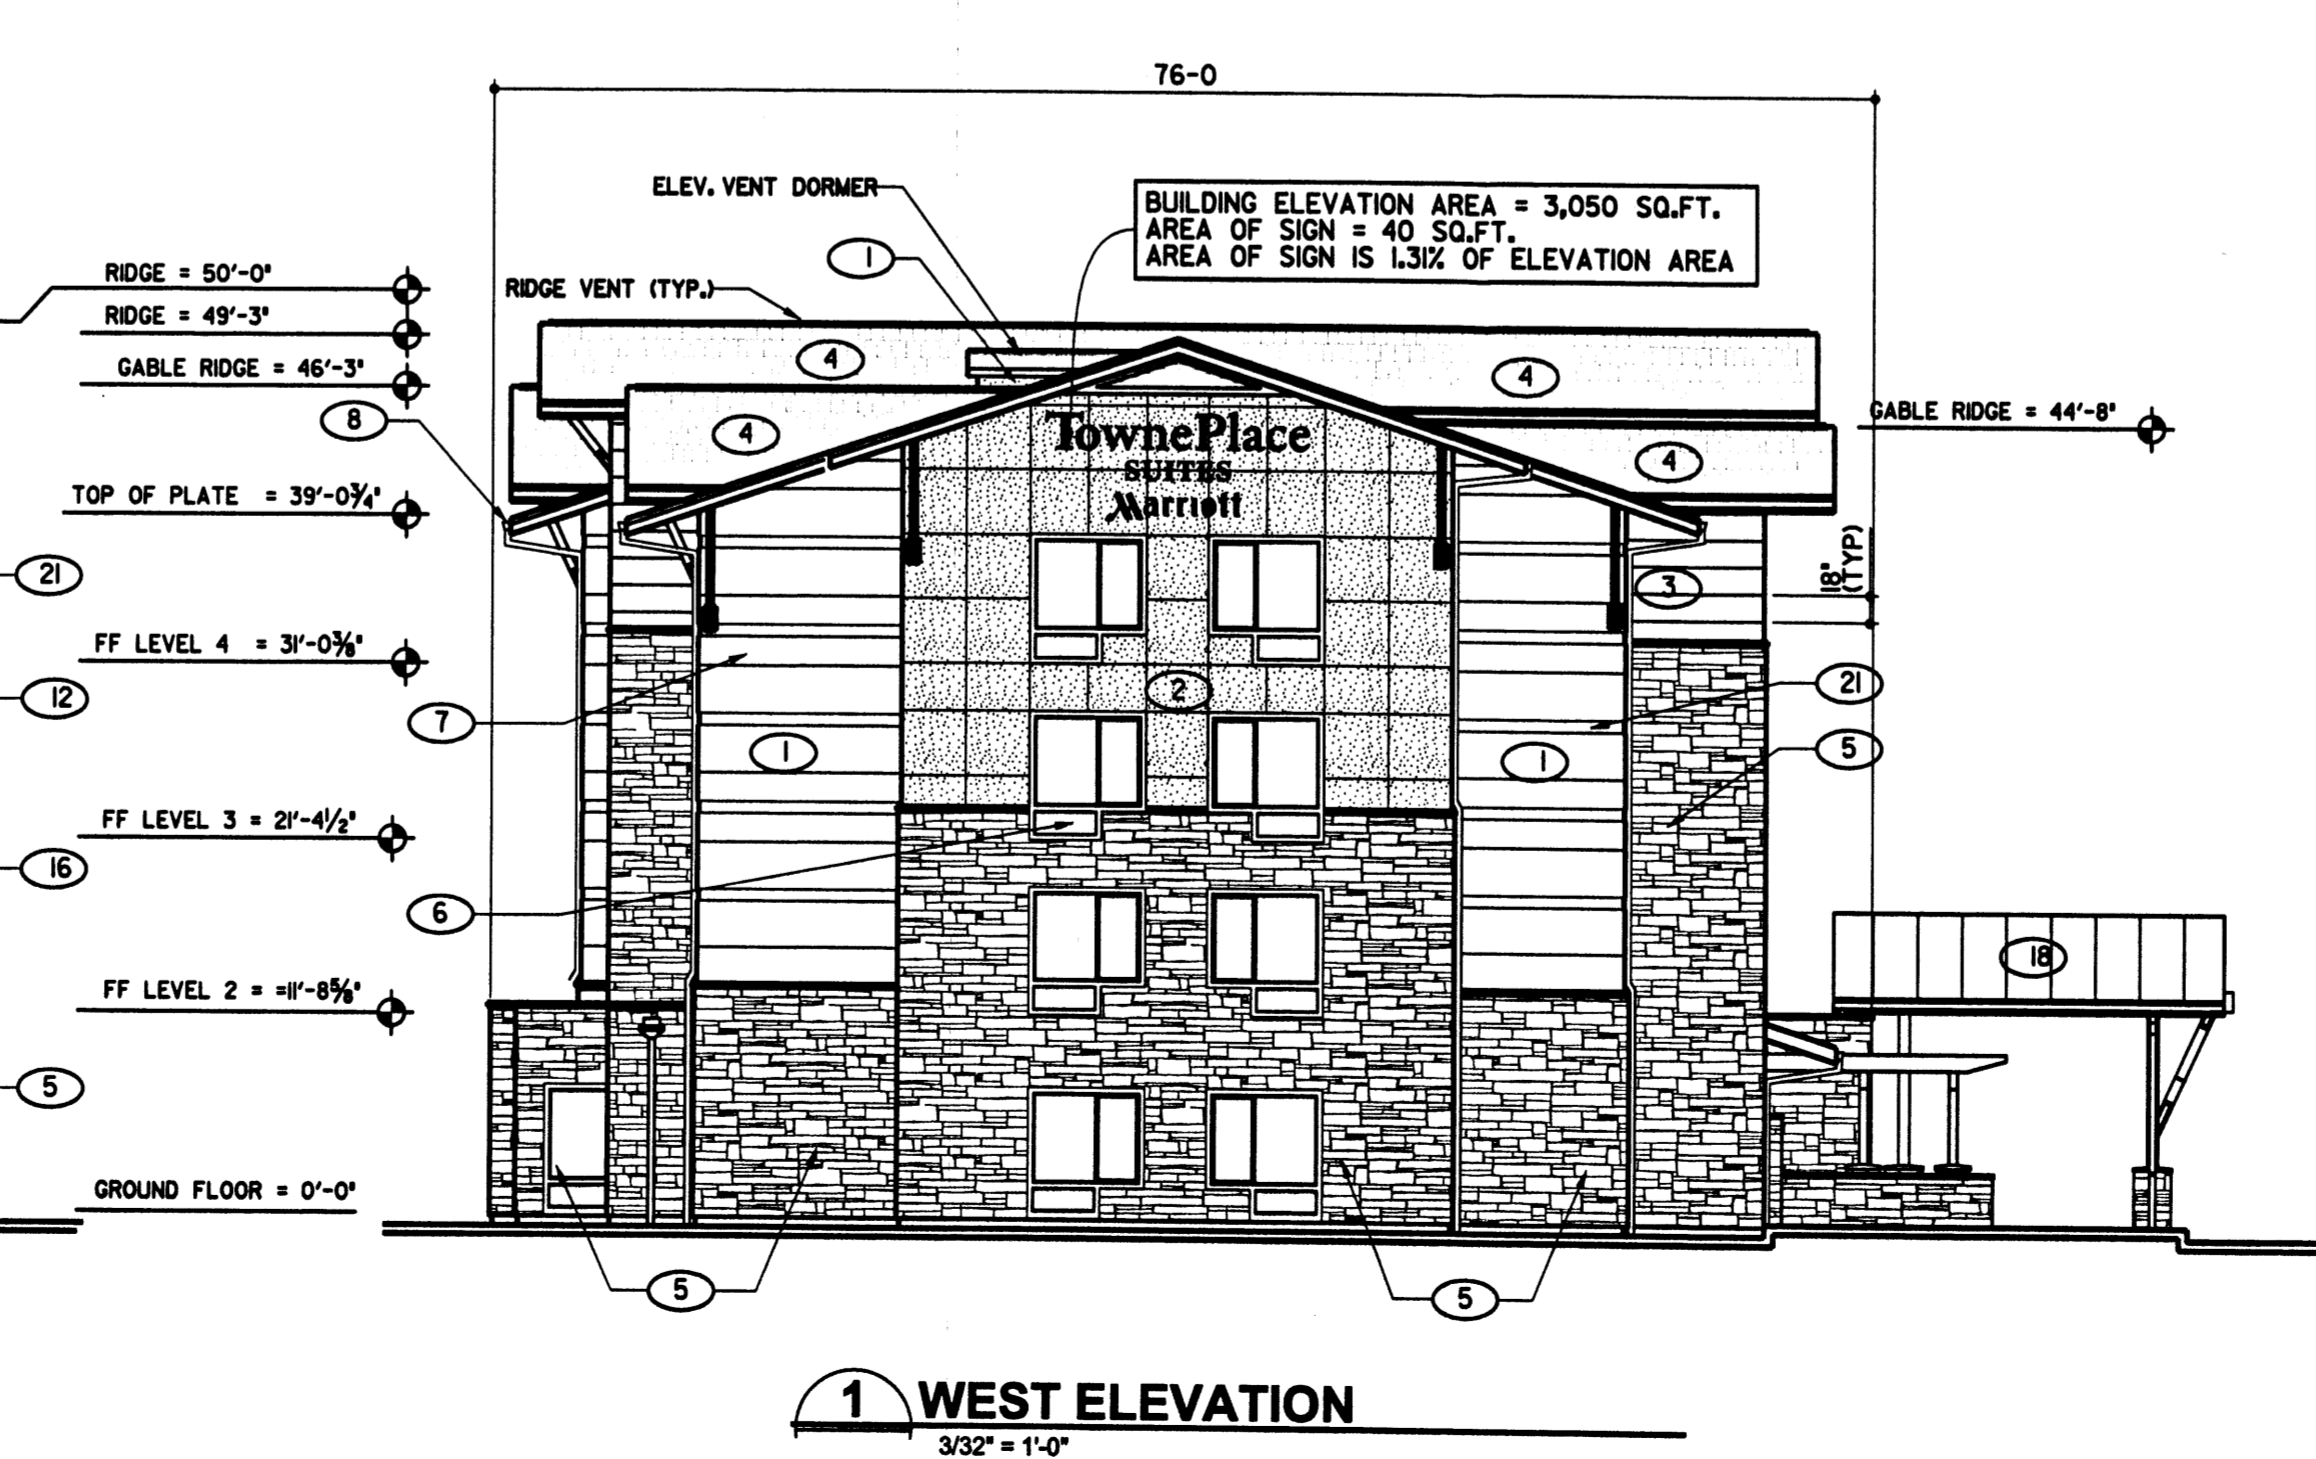 76-0
ELEV. VENT DORMER
BUILDING ELEVATION AREA = 3,050 SQ.FT.
AREA OF SIGN = 40 SQ.FT.
AREA OF SIGN IS 1.31% OF ELEVATION AREA
1
RIDGE = 50'-0"
RIDGE VENT (TYP.)
RIDGE = 49'-3"
GABLE RIDGE = 46'-3"
4
4
8
4
TownePlace
SUITES
Marriott
4
GABLE RIDGE = 44'-8"
TOP OF PLATE = 39'-0¾"
21
18"
(TYP)
3
FF LEVEL 4 = 31'-0⅜"
12
7
2
21
1
1
5
FF LEVEL 3 = 21'-4½"
16
6
18
FF LEVEL 2 = =11'-8⅝"
5
GROUND FLOOR = 0'-0"
5
5
1
WEST ELEVATION
3/32" = 1'-0"